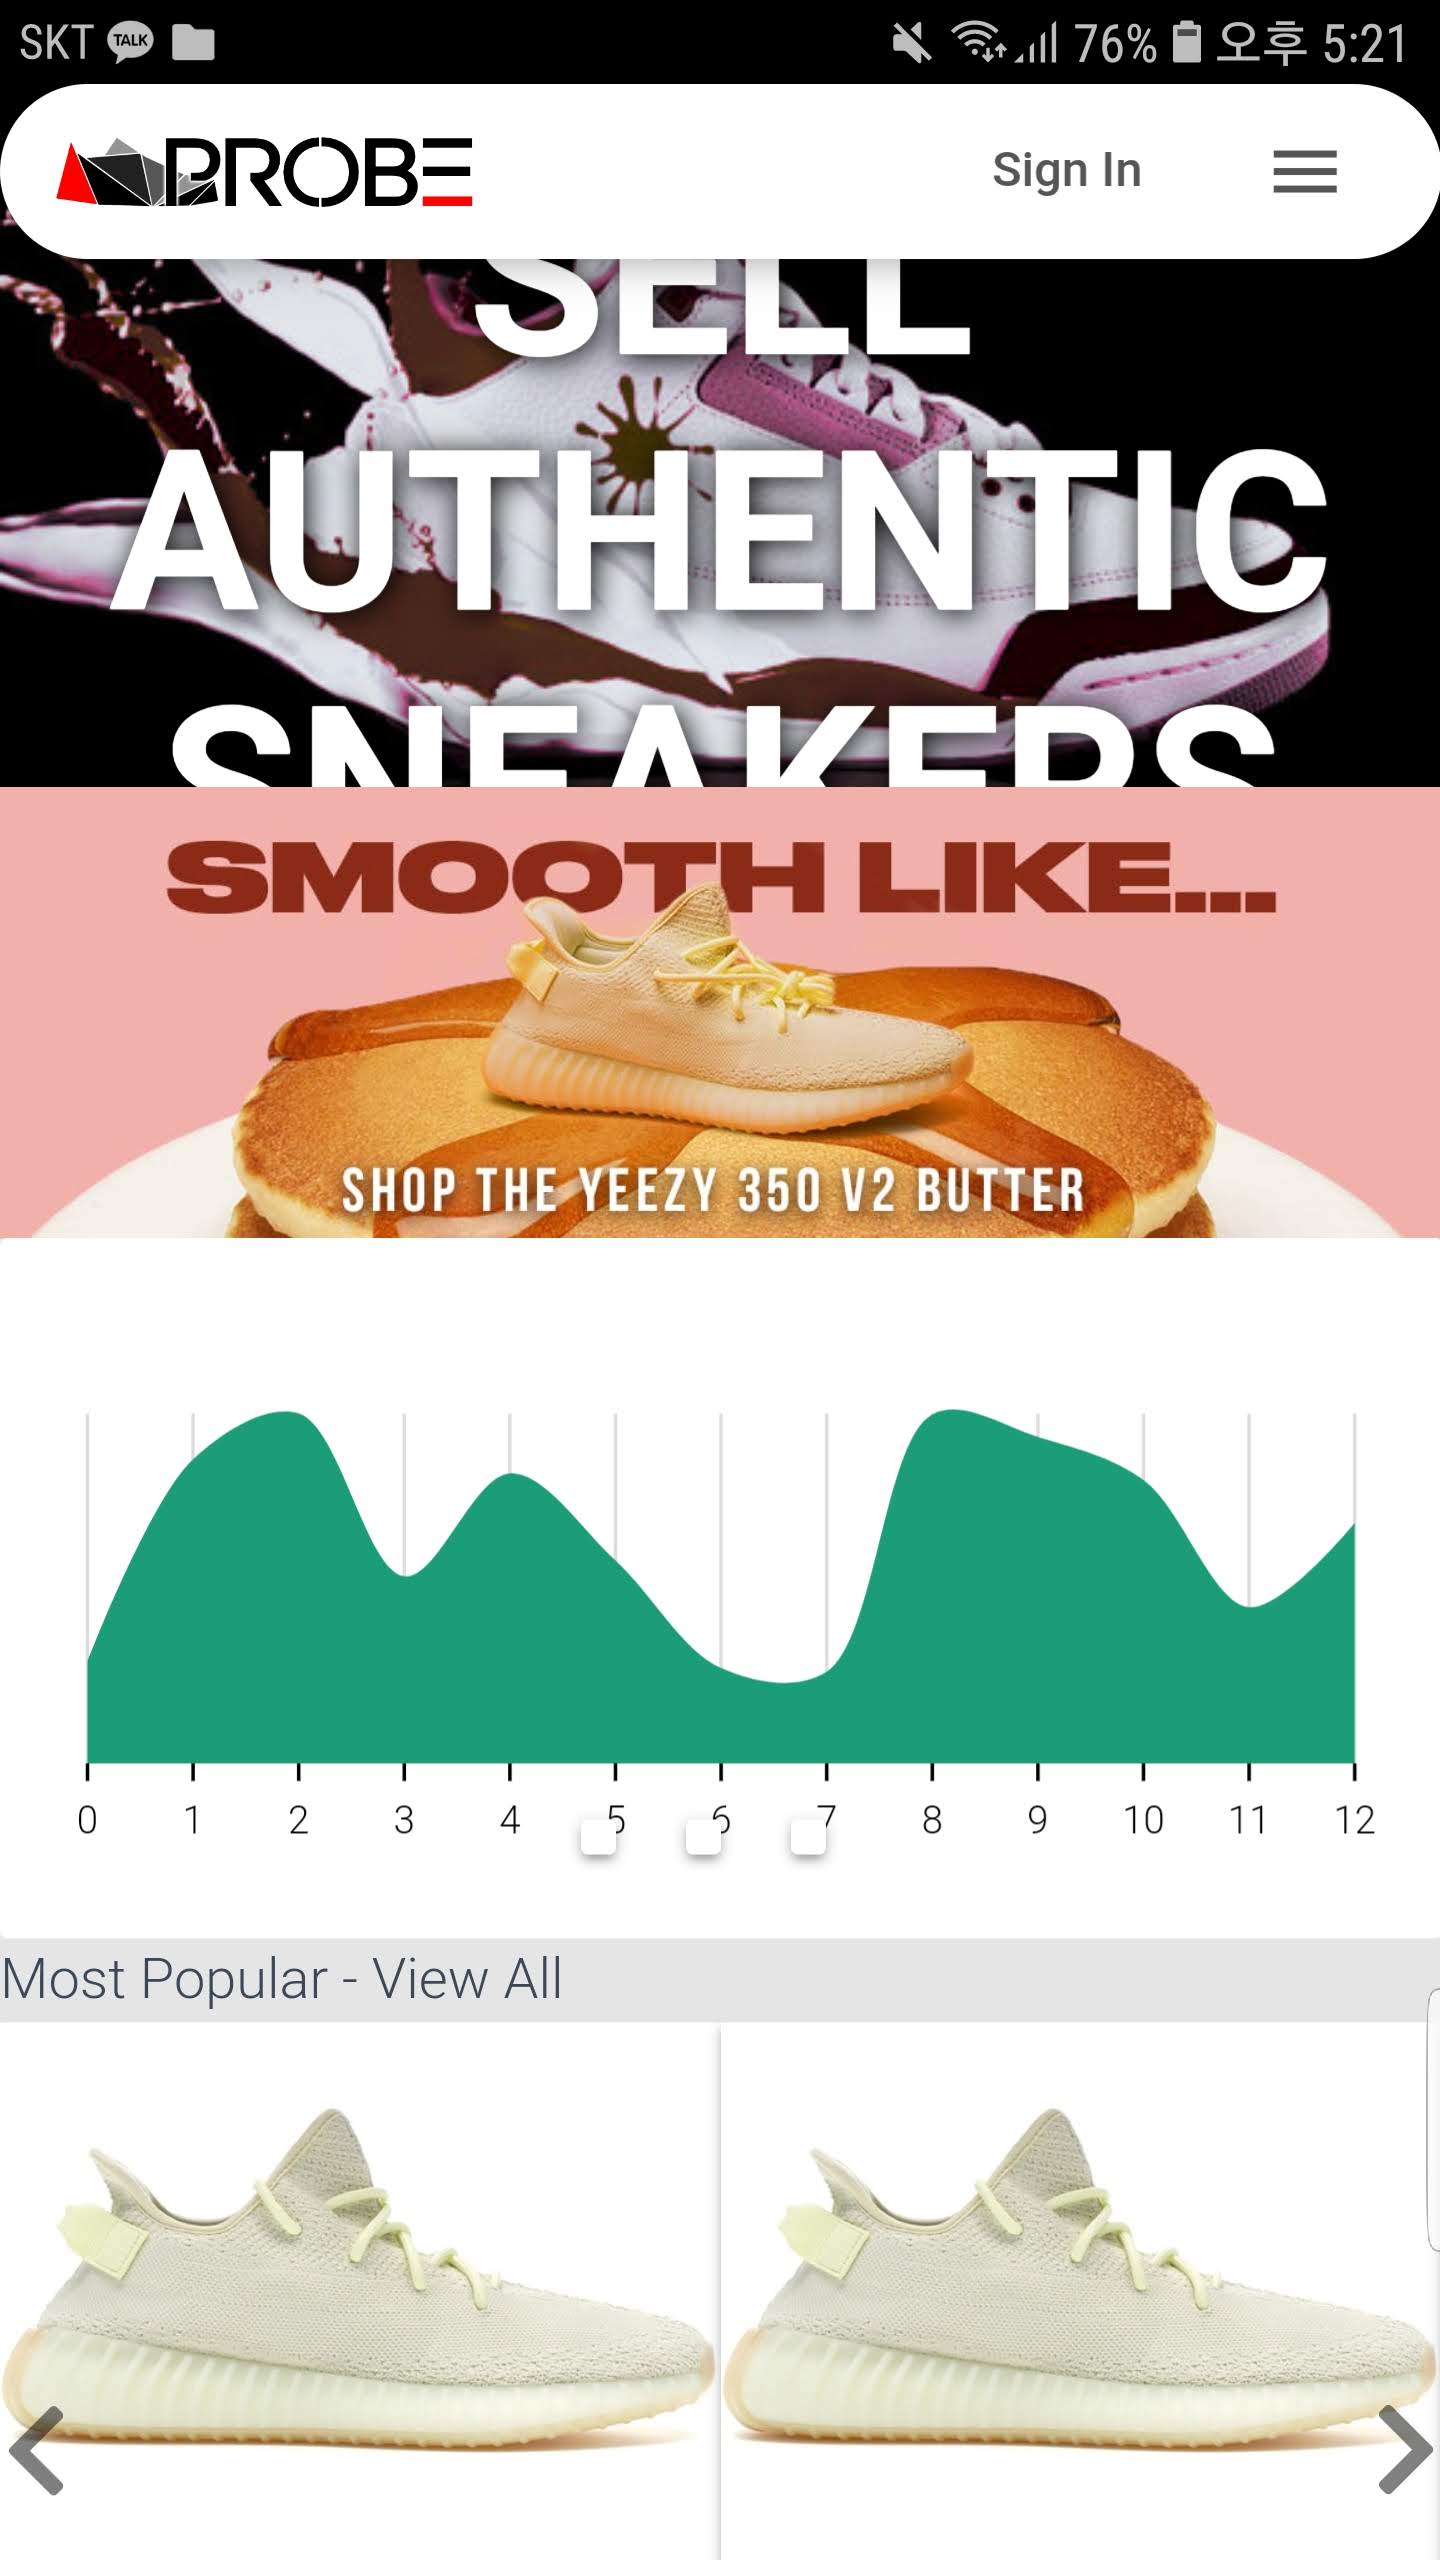 SKT TALK 76% 오후 5:21
PROBE Sign In
SELL
AUTHENTIC
SNEAKERS
SMOOTH LIKE...
SHOP THE YEEZY 350 V2 BUTTER
0 1 2 3 4 5 6 7 8 9 10 11 12
Most Popular - View All